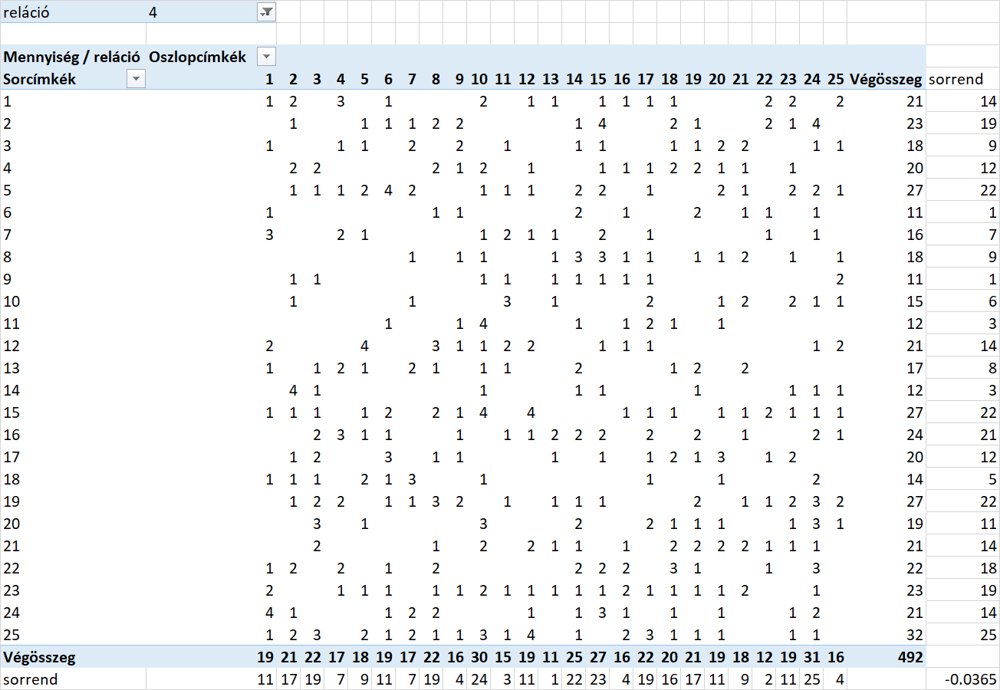 reláció 4
Mennyiség / reláció Oszlopcímkék
Sorcímkék 1 2 3 4 5 6 7 8 9 10 11 12 13 14 15 16 17 18 19 20 21 22 23 24 25 Végösszeg sorrend
1 1 2 3 1 2 1 1 1 1 1 1 2 2 2 21 14
2 1 1 1 1 2 2 1 4 2 1 2 1 4 23 19
3 1 1 1 2 2 1 1 1 1 1 2 2 1 1 18 9
4 2 2 2 1 2 1 1 1 1 2 2 1 1 1 20 12
5 1 1 1 2 4 2 1 1 1 2 2 1 2 1 2 2 1 27 22
6 1 1 1 2 1 2 1 1 1 11 1
7 3 2 1 1 2 1 1 2 1 1 1 16 7
8 1 1 1 1 3 3 1 1 1 1 2 1 1 18 9
9 1 1 1 1 1 1 1 1 1 2 11 1
10 1 1 3 1 2 1 2 2 1 1 15 6
11 1 1 4 1 1 2 1 1 12 3
12 2 4 3 1 1 2 2 1 1 1 1 2 21 14
13 1 1 2 1 2 1 1 1 2 1 2 2 17 8
14 4 1 1 1 1 1 1 1 1 12 3
15 1 1 1 1 2 2 1 4 4 1 1 1 1 1 2 1 1 1 27 22
16 2 3 1 1 1 1 1 2 2 2 2 2 1 2 1 24 21
17 1 2 3 1 1 1 1 1 2 1 3 1 2 20 12
18 1 1 1 2 1 3 1 1 1 2 14 5
19 1 2 2 1 1 3 2 1 1 1 1 2 1 1 2 3 2 27 22
20 3 1 3 2 2 1 1 1 1 3 1 19 11
21 2 1 2 2 1 1 1 2 2 2 2 1 1 1 21 14
22 1 2 2 1 2 2 2 2 3 1 1 3 22 18
23 2 1 1 1 1 1 2 1 1 1 1 1 2 1 1 1 1 2 1 23 19
24 4 1 1 2 2 1 1 3 1 1 1 1 2 21 14
25 1 2 3 2 1 2 1 1 3 1 4 1 2 3 1 1 1 1 1 32 25
Végösszeg 19 21 22 17 18 19 17 22 16 30 15 19 11 25 27 16 22 20 21 19 18 12 19 31 16 492
sorrend 11 17 19 7 9 11 7 19 4 24 3 11 1 22 23 4 19 16 17 11 9 2 11 25 4 -0.0365